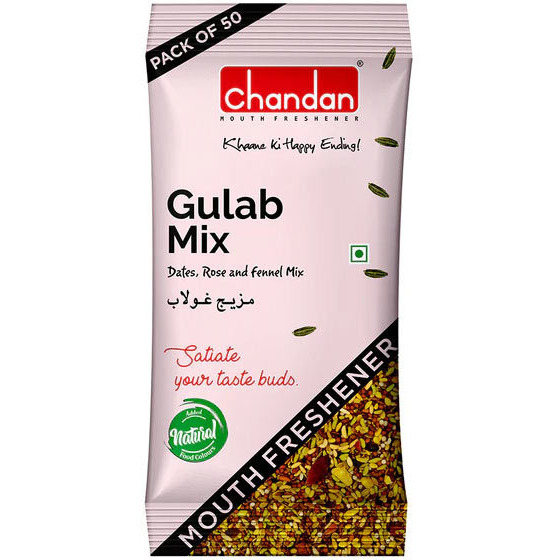 PACK OF 50
Chandan®
MOUTH FRESHENER
Khaane Ki Happy Ending!
Gulab
Mix
Dates, Rose and Fennel Mix
مزيج غولاب
Satiate
your taste buds.
Added
Natural
Food Colours
MOUTH FRESHENER